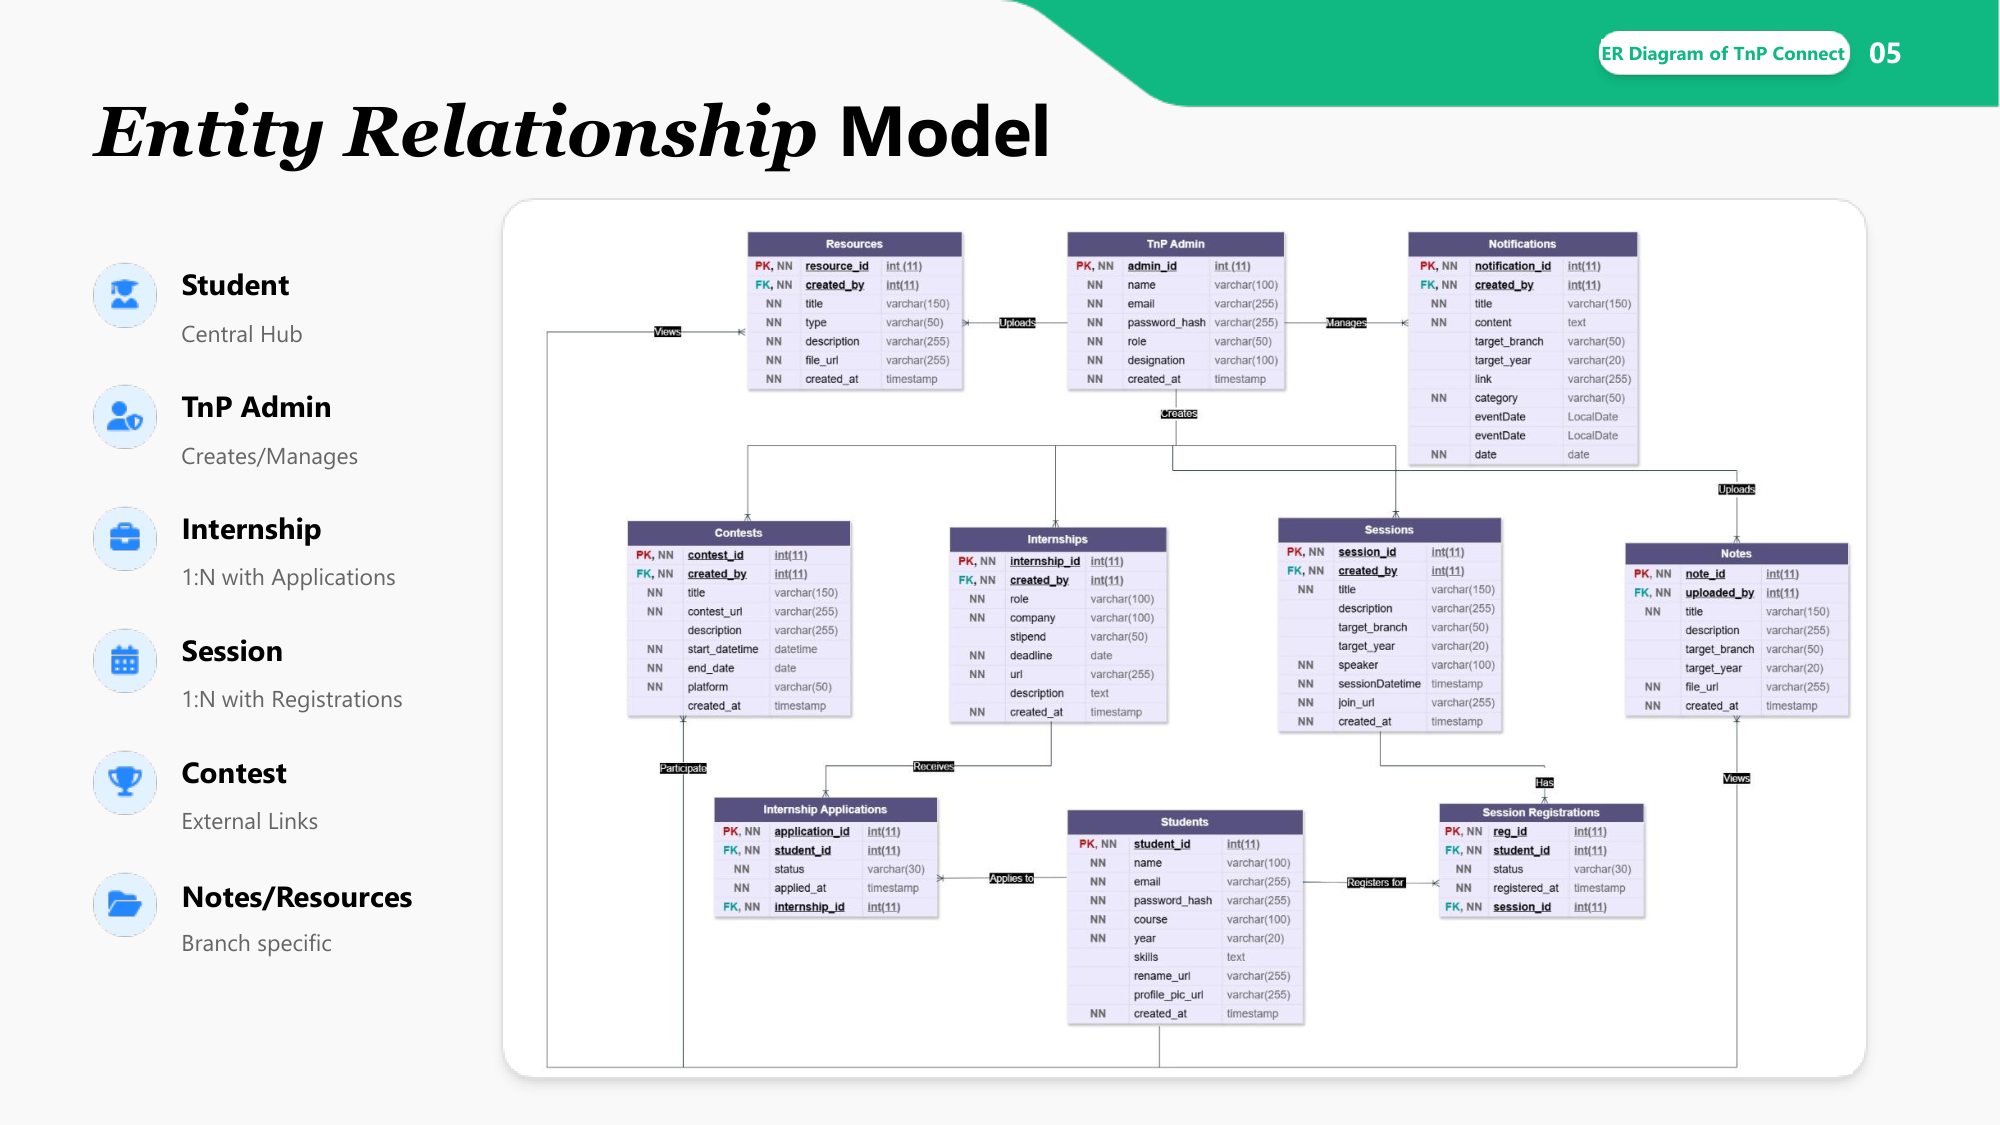 ER Diagram of TnP Connect 05
Entity Relationship Model
Student
Central Hub
TnP Admin
Creates/Manages
Internship
1:N with Applications
Session
1:N with Registrations
Contest
External Links
Notes/Resources
Branch specific
Resources
PK, NN resource_id int (11)
FK, NN created_by int(11)
NN title varchar(150)
NN type varchar(50)
NN description varchar(255)
NN file_url varchar(255)
NN created_at timestamp
Uploads
TnP Admin
PK, NN admin_id int (11)
NN name varchar(100)
NN email varchar(255)
NN password_hash varchar(255)
NN role varchar(50)
NN designation varchar(100)
NN created_at timestamp
Manages
Notifications
PK, NN notification_id int(11)
FK, NN created_by int(11)
NN title varchar(150)
NN content text
target_branch varchar(50)
target_year varchar(20)
link varchar(255)
NN category varchar(50)
eventDate LocalDate
eventDate LocalDate
NN date date
Views
Creates
Uploads
Contests
PK, NN contest_id int(11)
FK, NN created_by int(11)
NN title varchar(150)
NN contest_url varchar(255)
description varchar(255)
NN start_datetime datetime
NN end_date date
NN platform varchar(50)
created_at timestamp
Internships
PK, NN internship_id int(11)
FK, NN created_by int(11)
NN role varchar(100)
NN company varchar(100)
stipend varchar(50)
NN deadline date
NN url varchar(255)
description text
NN created_at timestamp
Sessions
PK, NN session_id int(11)
FK, NN created_by int(11)
NN title varchar(150)
description varchar(255)
target_branch varchar(50)
target_year varchar(20)
NN speaker varchar(100)
NN sessionDatetime timestamp
NN join_url varchar(255)
NN created_at timestamp
Notes
PK, NN note_id int(11)
FK, NN uploaded_by int(11)
NN title varchar(150)
description varchar(255)
target_branch varchar(50)
target_year varchar(20)
NN file_url varchar(255)
NN created_at timestamp
Participate
Receives
Has
Views
Internship Applications
PK, NN application_id int(11)
FK, NN student_id int(11)
NN status varchar(30)
NN applied_at timestamp
FK, NN internship_id int(11)
Applies to
Students
PK, NN student_id int(11)
NN name varchar(100)
NN email varchar(255)
NN password_hash varchar(255)
NN course varchar(100)
NN year varchar(20)
skills text
rename_url varchar(255)
profile_pic_url varchar(255)
NN created_at timestamp
Registers for
Session Registrations
PK, NN reg_id int(11)
FK, NN student_id int(11)
NN status varchar(30)
NN registered_at timestamp
FK, NN session_id int(11)